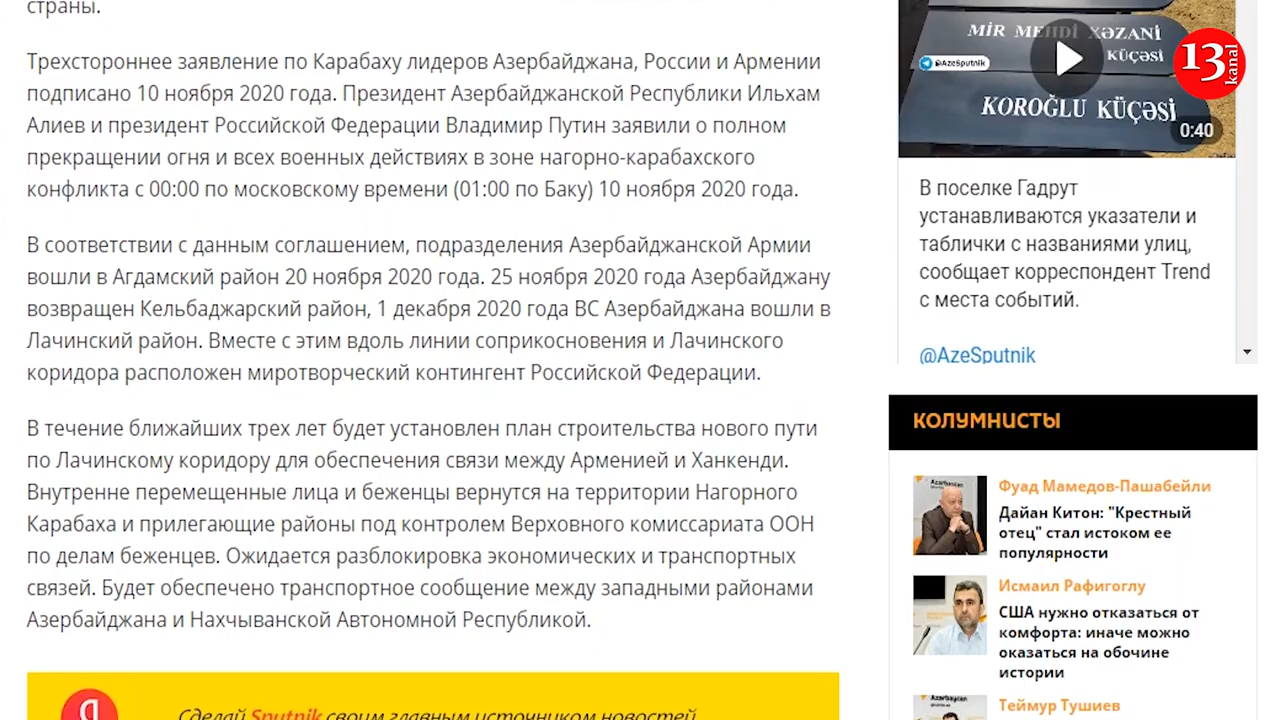 страны.
Трехстороннее заявление по Карабаху лидеров Азербайджана, России и Армении
подписано 10 ноября 2020 года. Президент Азербайджанской Республики Ильхам
Алиев и президент Российской Федерации Владимир Путин заявили о полном
прекращении огня и всех военных действиях в зоне нагорно-карабахского
конфликта с 00:00 по московскому времени (01:00 по Баку) 10 ноября 2020 года.
В соответствии с данным соглашением, подразделения Азербайджанской Армии
вошли в Агдамский район 20 ноября 2020 года. 25 ноября 2020 года Азербайджану
возвращен Кельбаджарский район, 1 декабря 2020 года ВС Азербайджана вошли в
Лачинский район. Вместе с этим вдоль линии соприкосновения и Лачинского
коридора расположен миротворческий контингент Российской Федерации.
В течение ближайших трех лет будет установлен план строительства нового пути
по Лачинскому коридору для обеспечения связи между Арменией и Ханкенди.
Внутренне перемещенные лица и беженцы вернутся на территории Нагорного
Карабаха и прилегающие районы под контролем Верховного комиссариата ООН
по делам беженцев. Ожидается разблокировка экономических и транспортных
связей. Будет обеспечено транспортное сообщение между западными районами
Азербайджана и Нахчыванской Автономной Республикой.
Я
Сделай Sputnik своим главным источником новостей
MİR MEHDİ XƏZANİ
KÜÇƏSİ
@AzeSputnik
KOROĞLU KÜÇƏSİ
0:40
13
kanal
В поселке Гадрут
устанавливаются указатели и
таблички с названиями улиц,
сообщает корреспондент Trend
с места событий.
@AzeSputnik
КОЛУМНИСТЫ
Фуад Мамедов-Пашабейли
Дайан Китон: "Крестный
отец" стал истоком ее
популярности
Исмаил Рафигоглу
США нужно отказаться от
комфорта: иначе можно
оказаться на обочине
истории
Теймур Тушиев